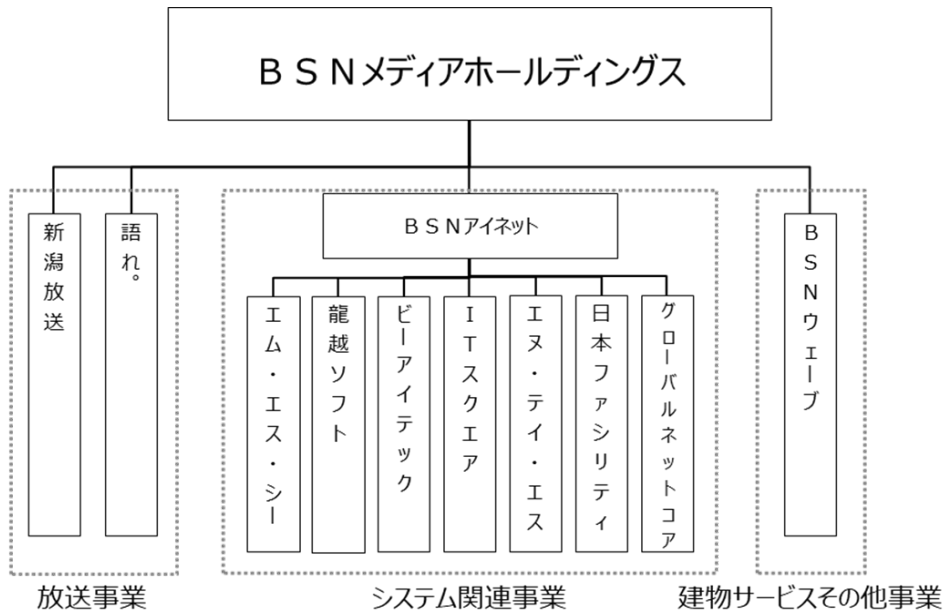 ＢＳＮメディアホールディングス
ＢＳＮアイネット
新潟放送
語れ。
エム・エス・シー
龍越ソフト
ビーアイテック
ＩＴスクエア
エヌ・テイ・エス
日本ファシリティ
グローバルネットコア
ＢＳＮウェーブ
放送事業
システム関連事業
建物サービスその他事業